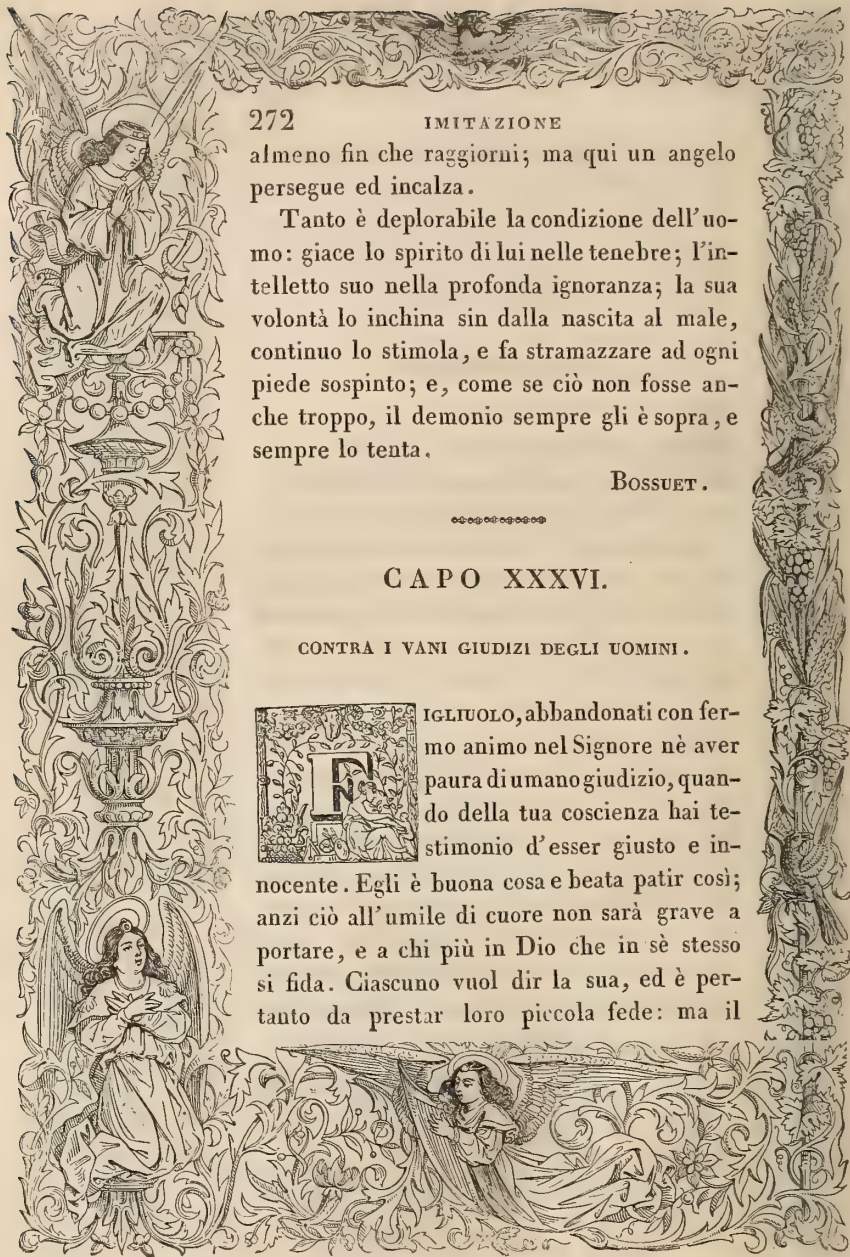 272 IMITAZIONE
almeno fin che raggiorni; ma qui un angelo
persegue ed incalza.
Tanto è deplorabile la condizione dell'uo-
mo: giace lo spirito di lui nelle tenebre; l'in-
telletto suo nella profonda ignoranza; la sua
volontà lo inchina sin dalla nascita al male,
continuo lo stimola, e fa stramazzare ad ogni
piede sospinto; e, come se ciò non fosse an-
che troppo, il demonio sempre gli è sopra, e
sempre lo tenta.
BOSSUET.
CAPO XXXVI.
CONTRA I VANI GIUDIZI DEGLI UOMINI.
FIGLIUOLO, abbandonati con fer-
mo animo nel Signore nè aver
paura di umano giudizio, quan-
do della tua coscienza hai te-
stimonio d'esser giusto e in-
nocente. Egli è buona cosa e beata patir così;
anzi ciò all'umile di cuore non sarà grave a
portare, e a chi più in Dio che in sè stesso
si fida. Ciascuno vuol dir la sua, ed è per-
tanto da prestar loro piccola fede: ma il